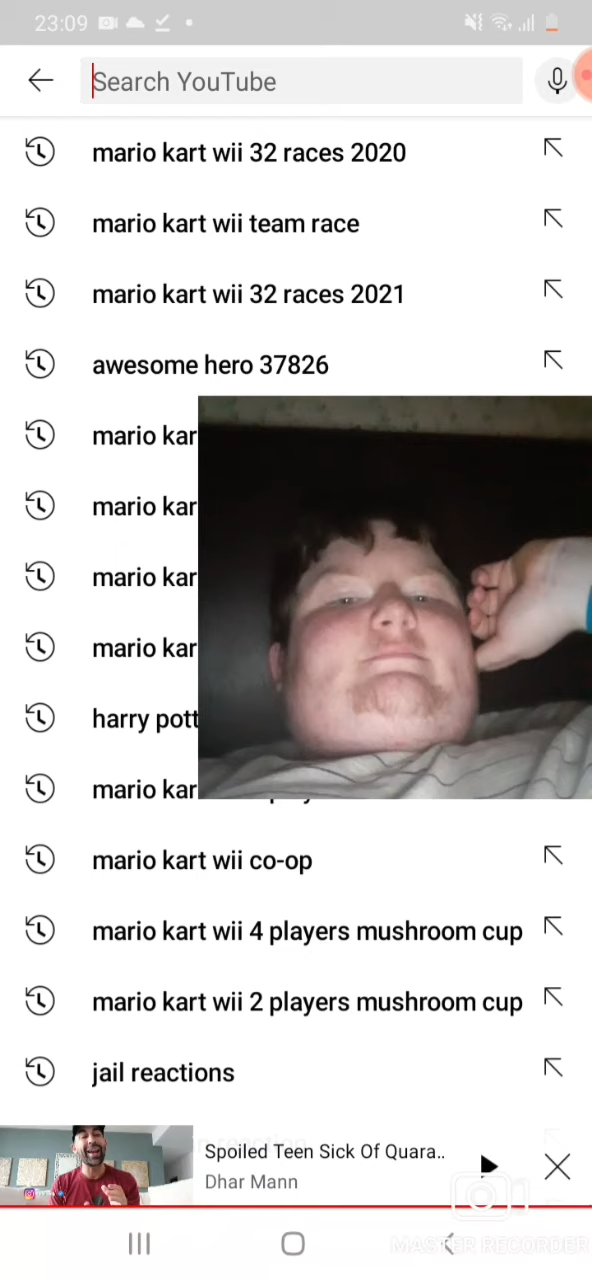 23:09
Search YouTube
mario kart wii 32 races 2020
mario kart wii team race
mario kart wii 32 races 2021
awesome hero 37826
mario kar
mario kar
mario kar
mario kar
harry pott
mario kar
mario kart wii co-op
mario kart wii 4 players mushroom cup
mario kart wii 2 players mushroom cup
jail reactions
Spoiled Teen Sick Of Quara..
Dhar Mann
MASTER RECORDER